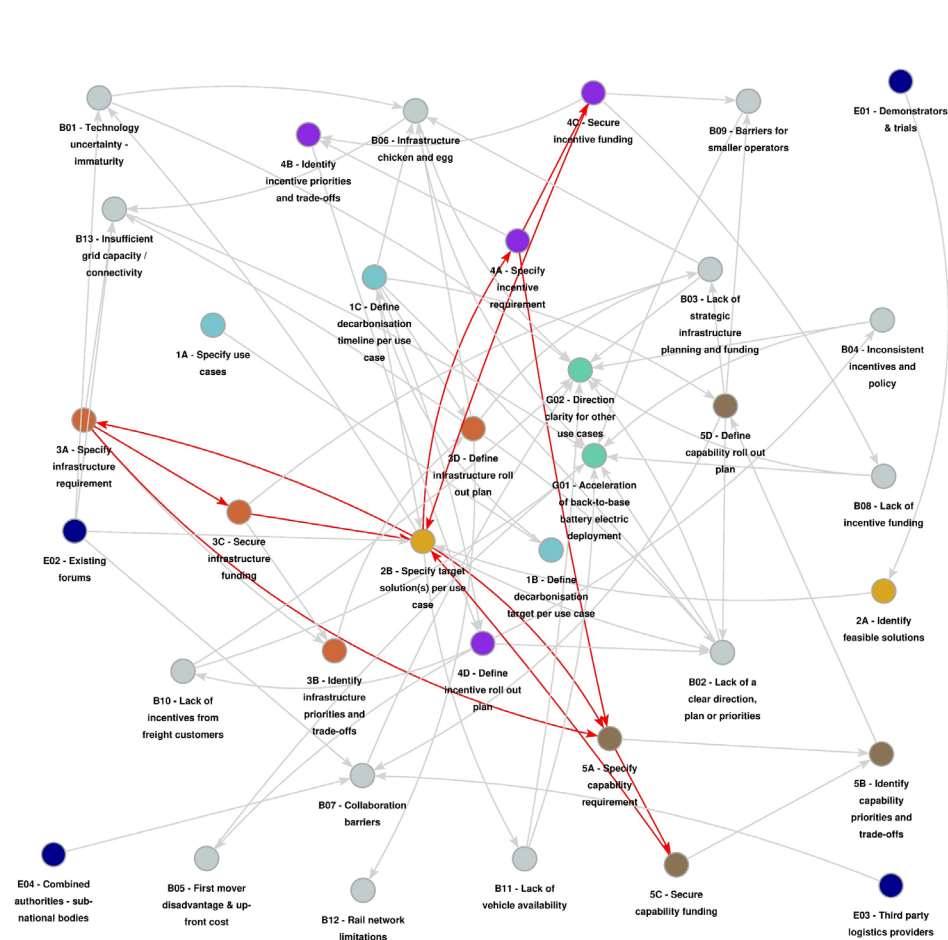 B01 - Technology
uncertainty -
immaturity
B06 - Infrastructure
chicken and egg
4C - Secure
incentive funding
B09 - Barriers for
smaller operators
E01 - Demonstrators
& trials
4B - Identify
incentive priorities
and trade-offs
B13 - Insufficient
grid capacity /
connectivity
4A - Specify
incentive
requirement
1C - Define
decarbonisation
timeline per use
case
B03 - Lack of
strategic
infrastructure
planning and funding
1A - Specify use
cases
B04 - Inconsistent
incentives and
policy
G02 - Direction
clarity for other
use cases
5D - Define
capability roll out
plan
3A - Specify
infrastructure
requirement
3D - Define
infrastructure roll
out plan
G01 - Acceleration
of back-to-base
battery electric
deployment
B08 - Lack of
incentive funding
3C - Secure
infrastructure
funding
E02 - Existing
forums
2B - Specify target
solution(s) per use
case
1B - Define
decarbonisation
target per use case
2A - Identify
feasible solutions
B10 - Lack of
incentives from
freight customers
3B - Identify
infrastructure
priorities and
trade-offs
4D - Define
incentive roll out
plan
B02 - Lack of a
clear direction,
plan or priorities
5A - Specify
capability
requirement
5B - Identify
capability
priorities and
trade-offs
B07 - Collaboration
barriers
E04 - Combined
authorities - sub-
national bodies
B05 - First mover
disadvantage & up-
front cost
B12 - Rail network
limitations
B11 - Lack of
vehicle availability
5C - Secure
capability funding
E03 - Third party
logistics providers